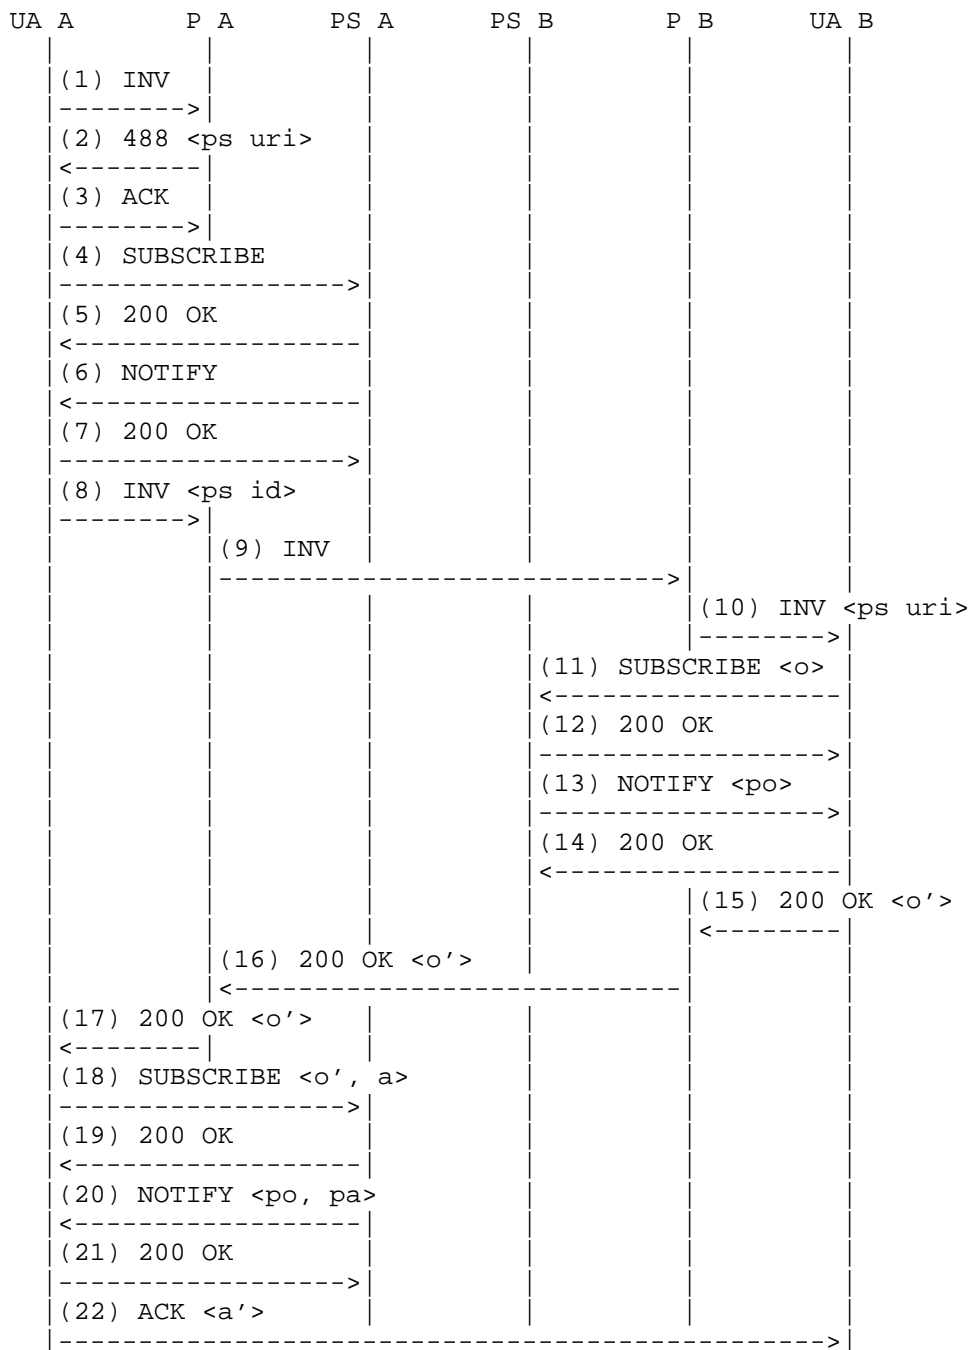 UA A P A PS A PS B P B UA B
(1) INV
(2) 488 <ps uri>
(3) ACK
(4) SUBSCRIBE
(5) 200 OK
(6) NOTIFY
(7) 200 OK
(8) INV <ps id>
(9) INV
(10) INV <ps uri>
(11) SUBSCRIBE <o>
(12) 200 OK
(13) NOTIFY <po>
(14) 200 OK
(15) 200 OK <o'>
(16) 200 OK <o'>
(17) 200 OK <o'>
(18) SUBSCRIBE <o', a>
(19) 200 OK
(20) NOTIFY <po, pa>
(21) 200 OK
(22) ACK <a'>